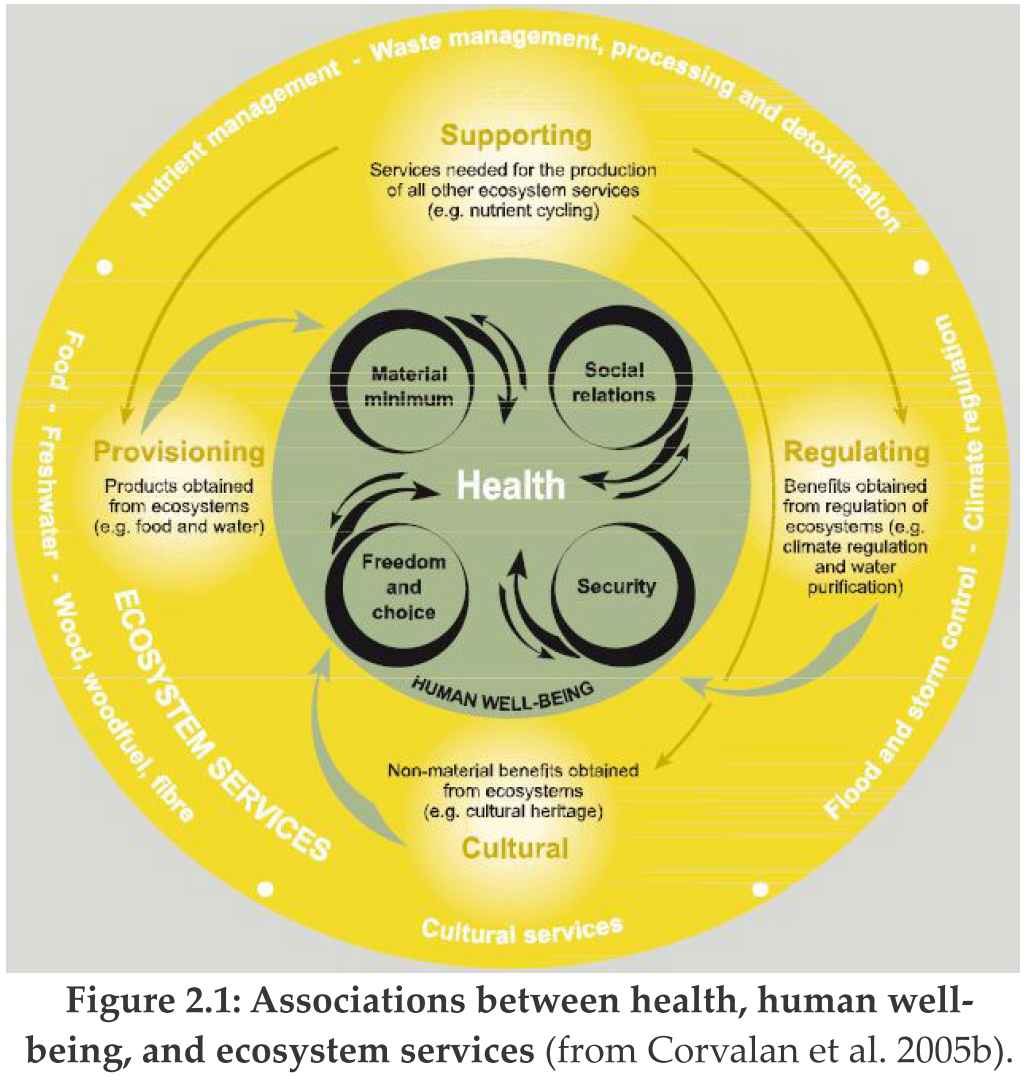 Nutrient management - Waste management, processing and detoxification
Supporting
Services needed for the production
of all other ecosystem services
(e.g. nutrient cycling)
Food - Freshwater - Wood, woodfuel, fibre
Climate regulation - Flood and storm control
Material
minimum
Social
relations
Provisioning
Products obtained
from ecosystems
(e.g. food and water)
Health
Regulating
Benefits obtained
from regulation of
ecosystems (e.g.
climate regulation
and water
purification)
Freedom
and
choice
Security
HUMAN WELL-BEING
ECOSYSTEM SERVICES
Non-material benefits obtained
from ecosystems
(e.g. cultural heritage)
Cultural
Cultural services
Figure 2.1: Associations between health, human well-
being, and ecosystem services (from Corvalan et al. 2005b).